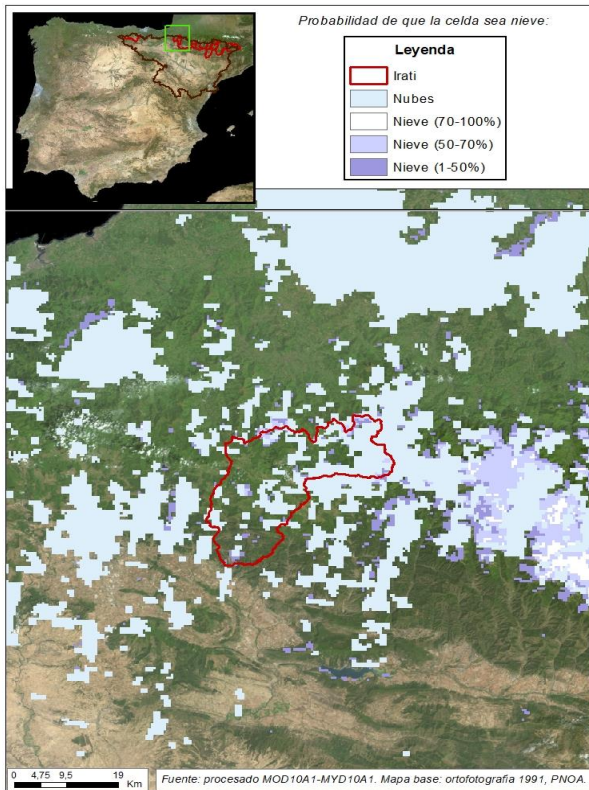 Probabilidad de que la celda sea nieve:
Leyenda
Irati
Nubes
Nieve (70-100%)
Nieve (50-70%)
Nieve (1-50%)
0 4,75 9,5 19
Km
Fuente: procesado MOD10A1-MYD10A1. Mapa base: ortofotografia 1991, PNOA.